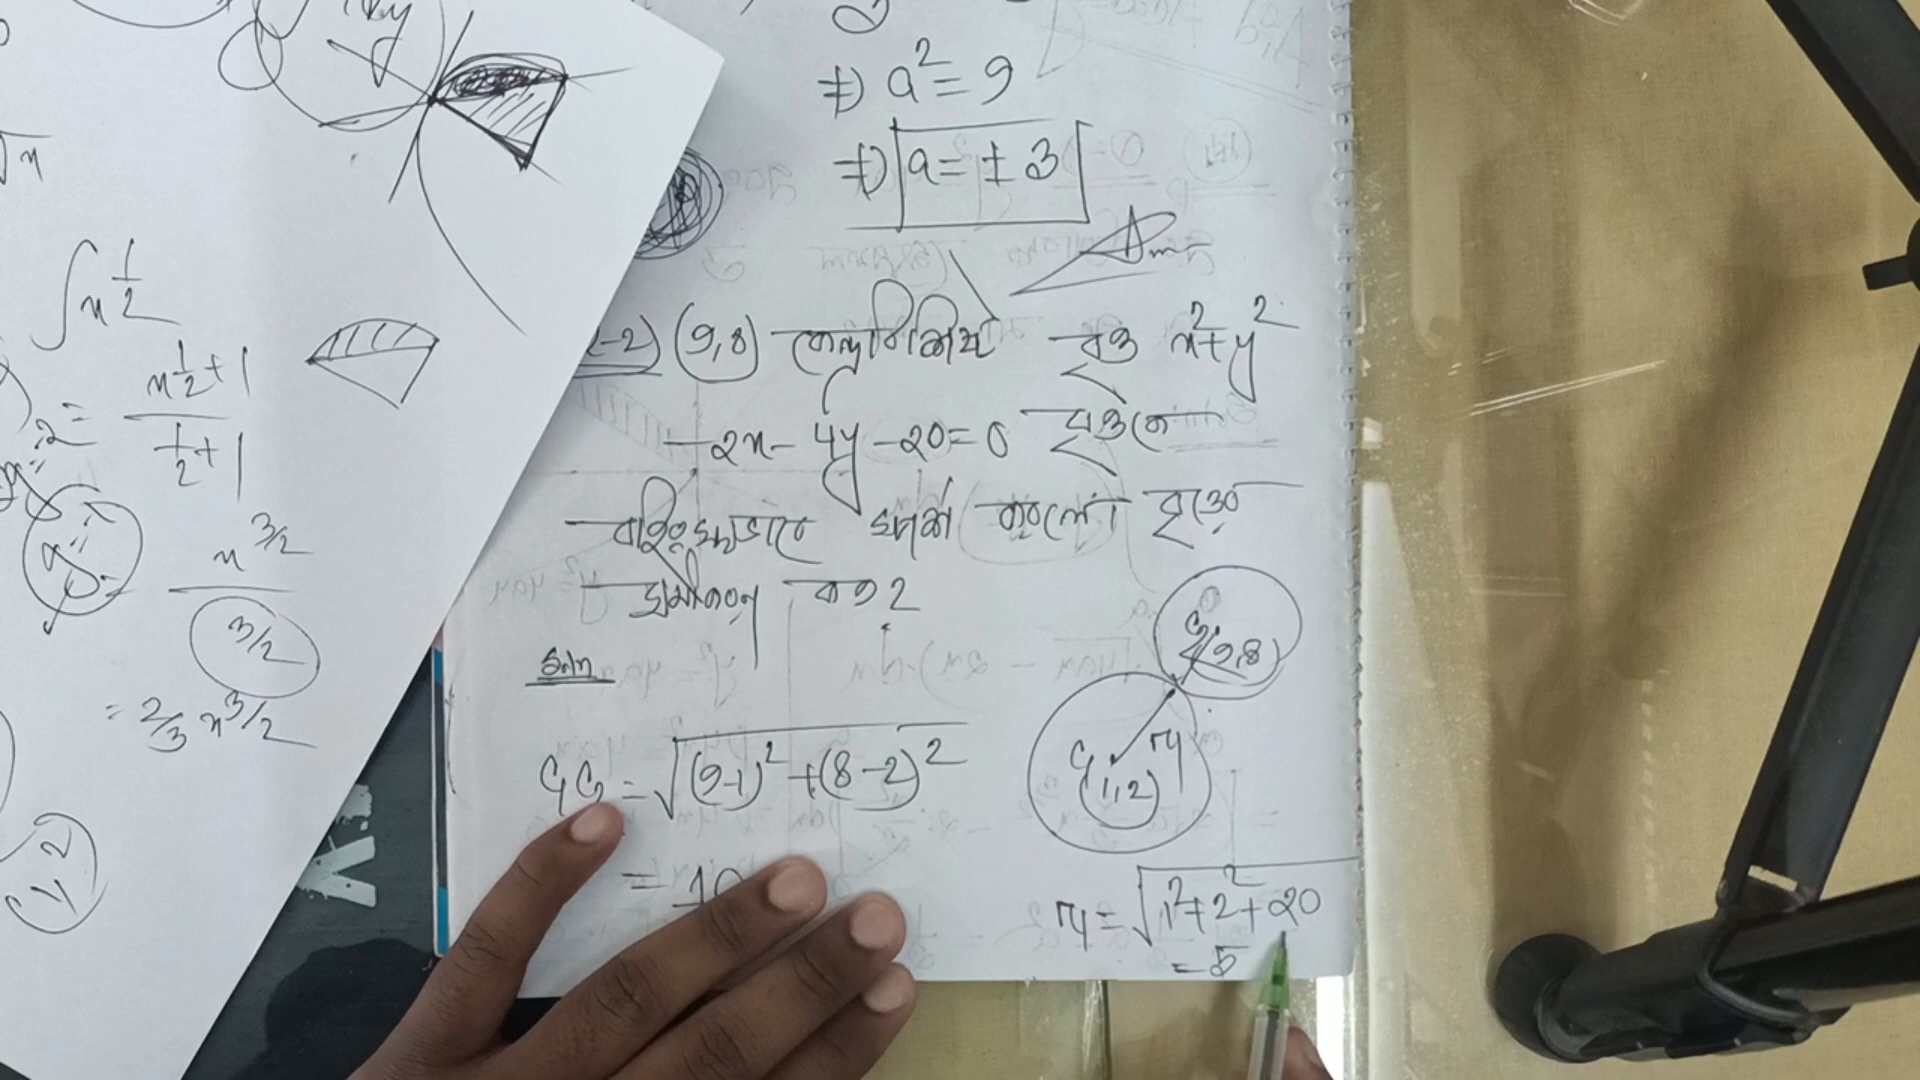 ⇒ a² = 9
⇒ a = ± 3
-2) (9,8) কেন্দ্রবিশিষ্ট বৃত্ত x² + y²
-2x - 4y - 20 = 0 বৃত্তকে
বহিঃস্থভাবে স্পর্শ করলে বৃত্তের
সমীকরণ কত?
C₁C₂ = √(9-1)² + (8-2)²
= 10
C₂ (9,8)
C₁ r₁
(1,2)
r₁ = √1² + 2² + 20
= 5
∫x^1/2
x^1/2+1
1/2+1
x^3/2
3/2
= 2/3 x^3/2